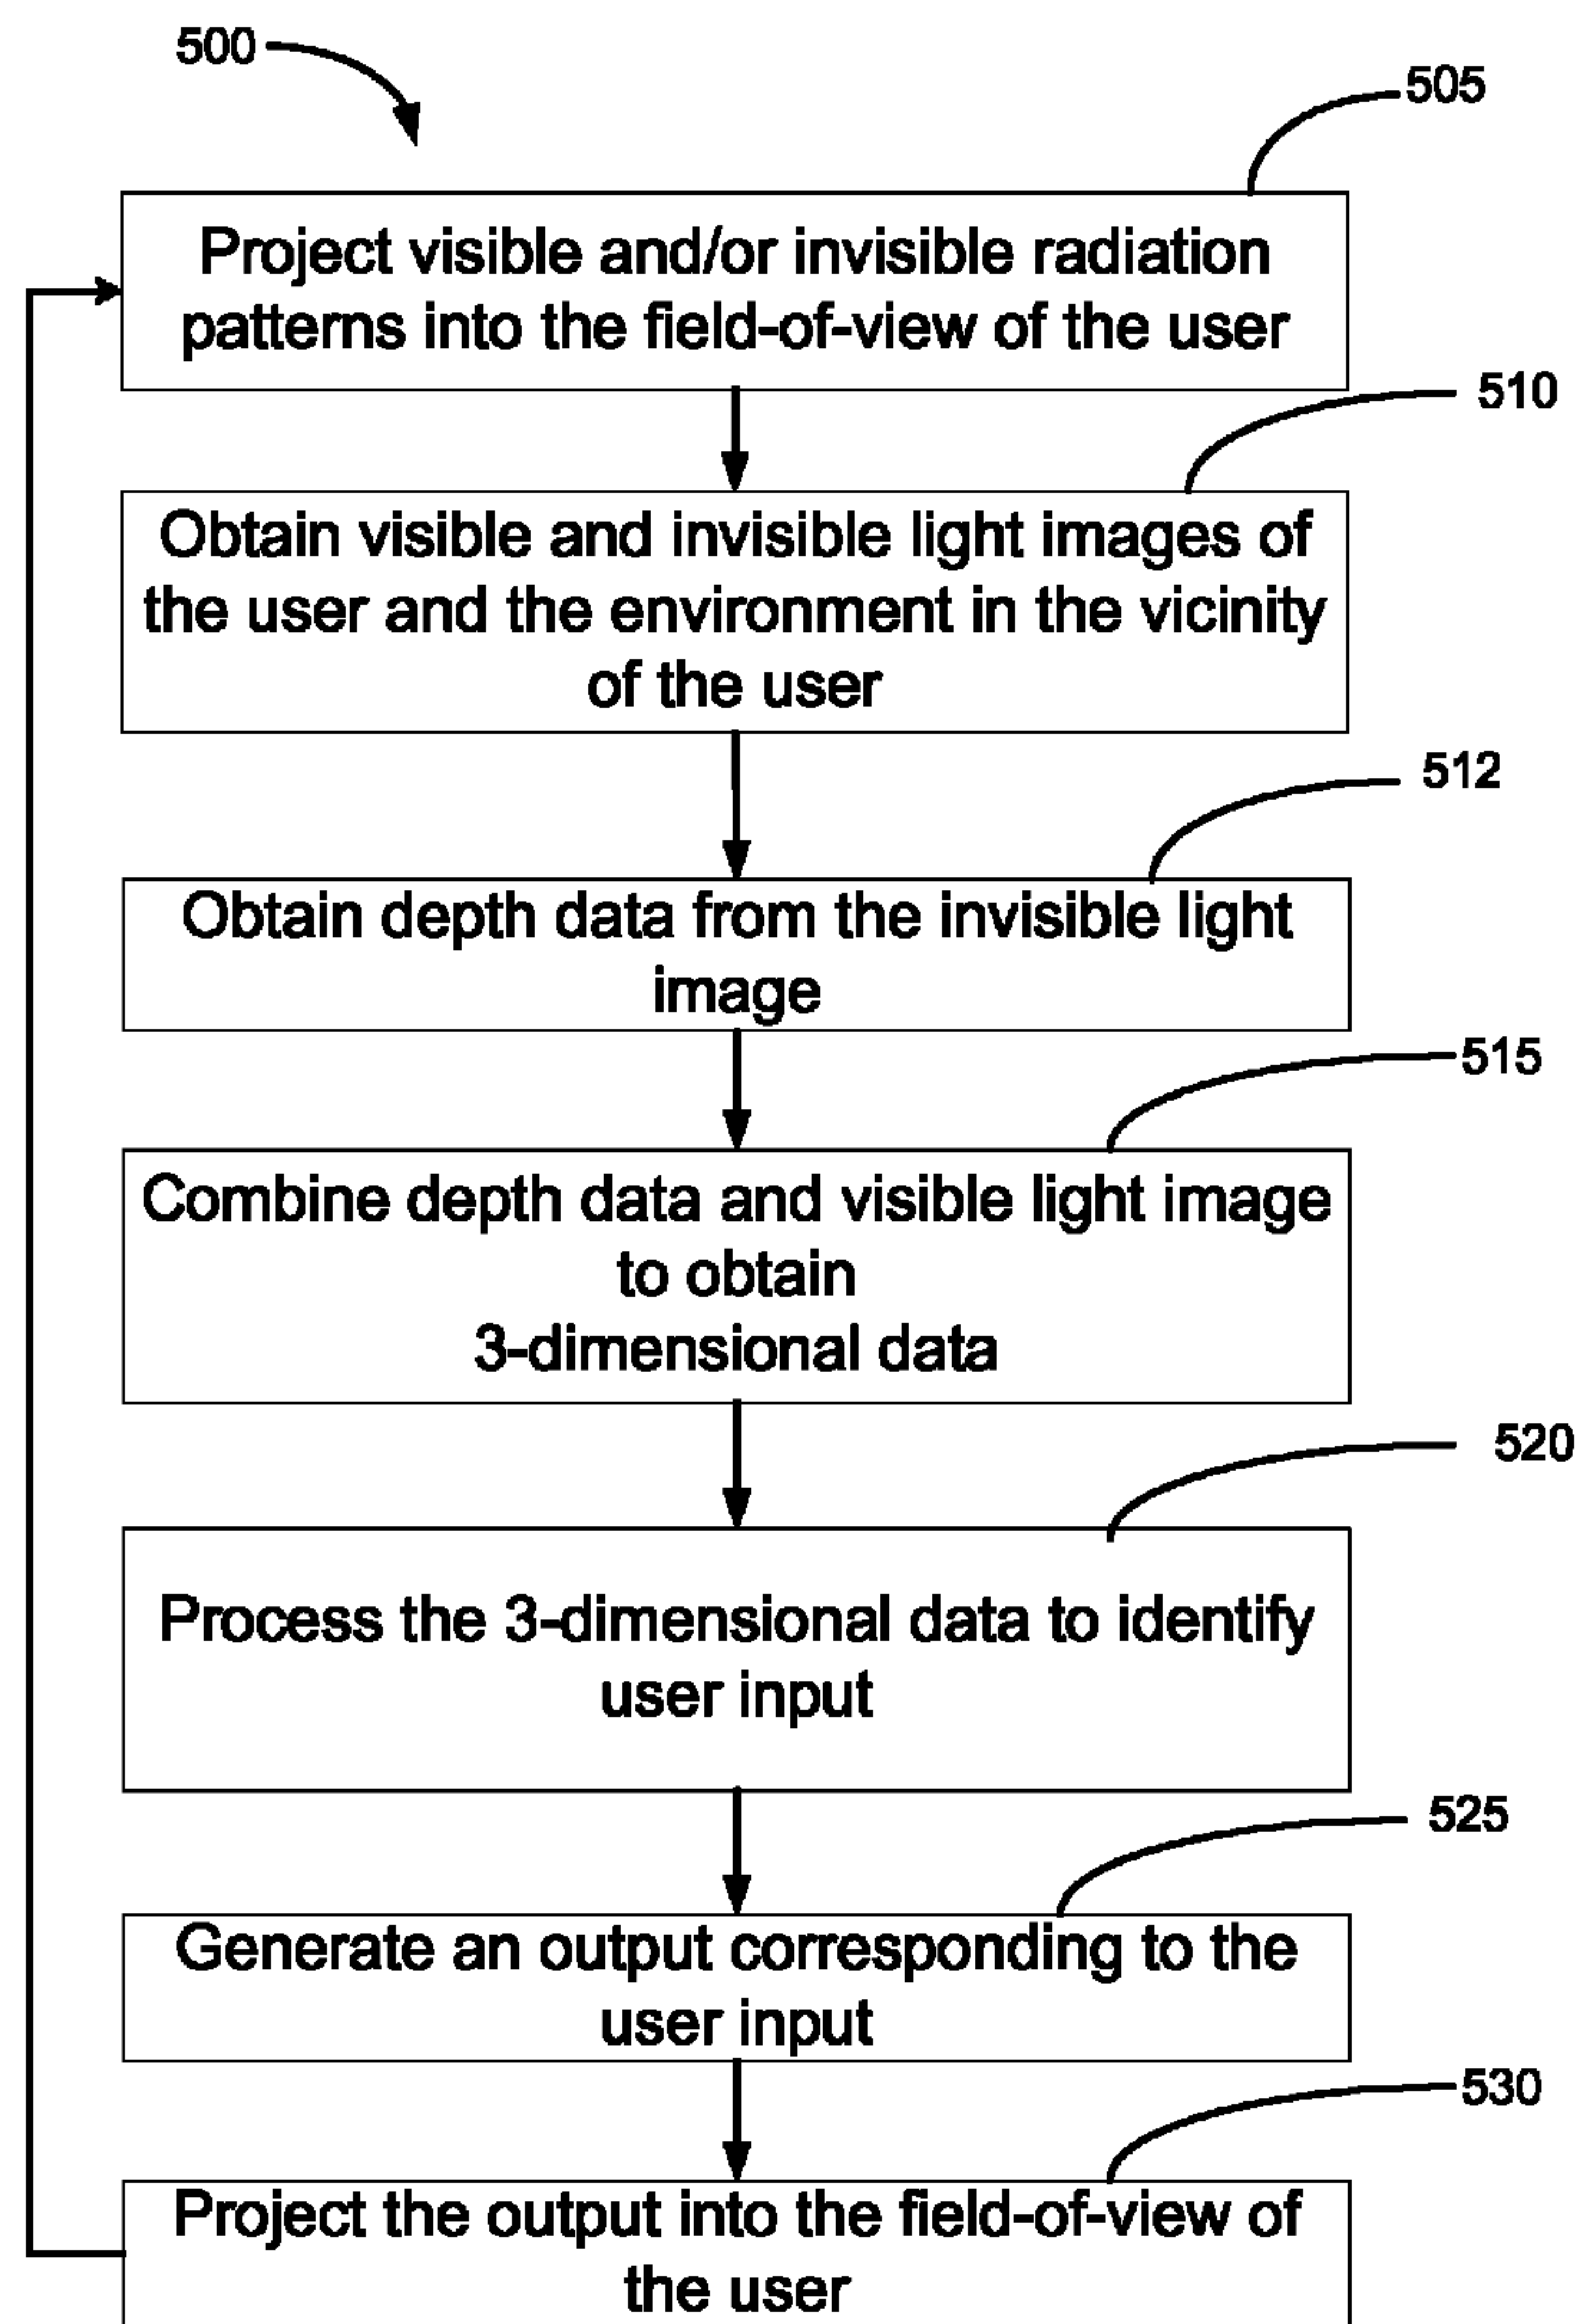 500
505
Project visible and/or invisible radiation
patterns into the field-of-view of the user
510
Obtain visible and invisible light images of
the user and the environment in the vicinity
of the user
512
Obtain depth data from the invisible light
image
515
Combine depth data and visible light image
to obtain
3-dimensional data
520
Process the 3-dimensional data to identify
user input
525
Generate an output corresponding to the
user input
530
Project the output into the field-of-view of
the user